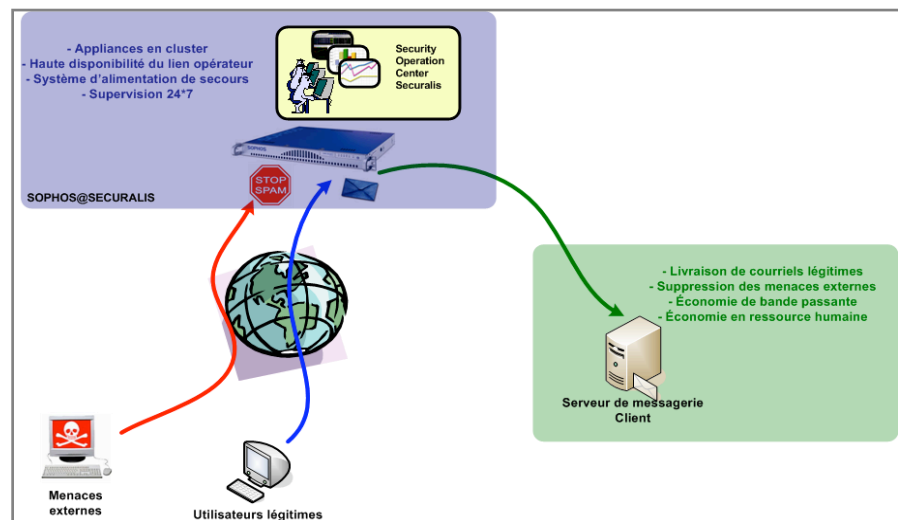 - Appliances en cluster
- Haute disponibilité du lien opérateur
- Système d'alimentation de secours
- Supervision 24*7
Security
Operation
Center
Securalis
SOPHOS
STOP
SPAM
SOPHOS@SECURALIS
- Livraison de courriels légitimes
- Suppression des menaces externes
- Économie de bande passante
- Économie en ressource humaine
Serveur de messagerie
Client
Menaces
externes
Utilisateurs légitimes